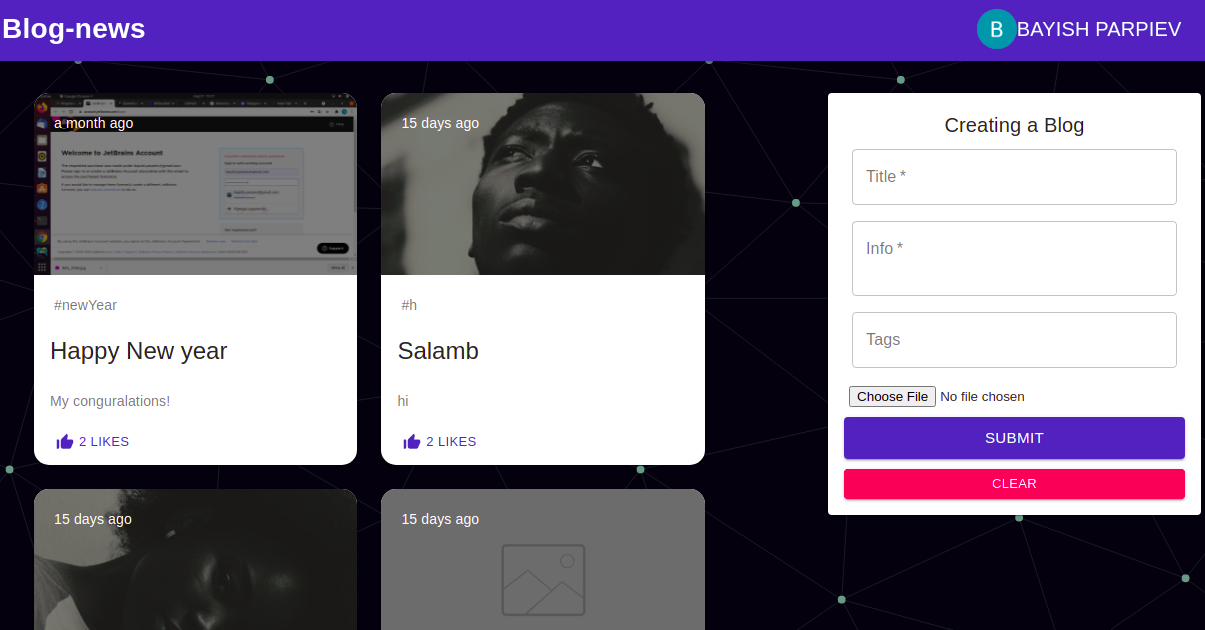 Blog-news
B BAYISH PARPIEV
a month ago
Welcome to JetBrains Account
#newYear
Happy New year
My conguralations!
2 LIKES
15 days ago
#h
Salamb
hi
2 LIKES
15 days ago
15 days ago
Creating a Blog
Title *
Info *
Tags
Choose File No file chosen
SUBMIT
CLEAR